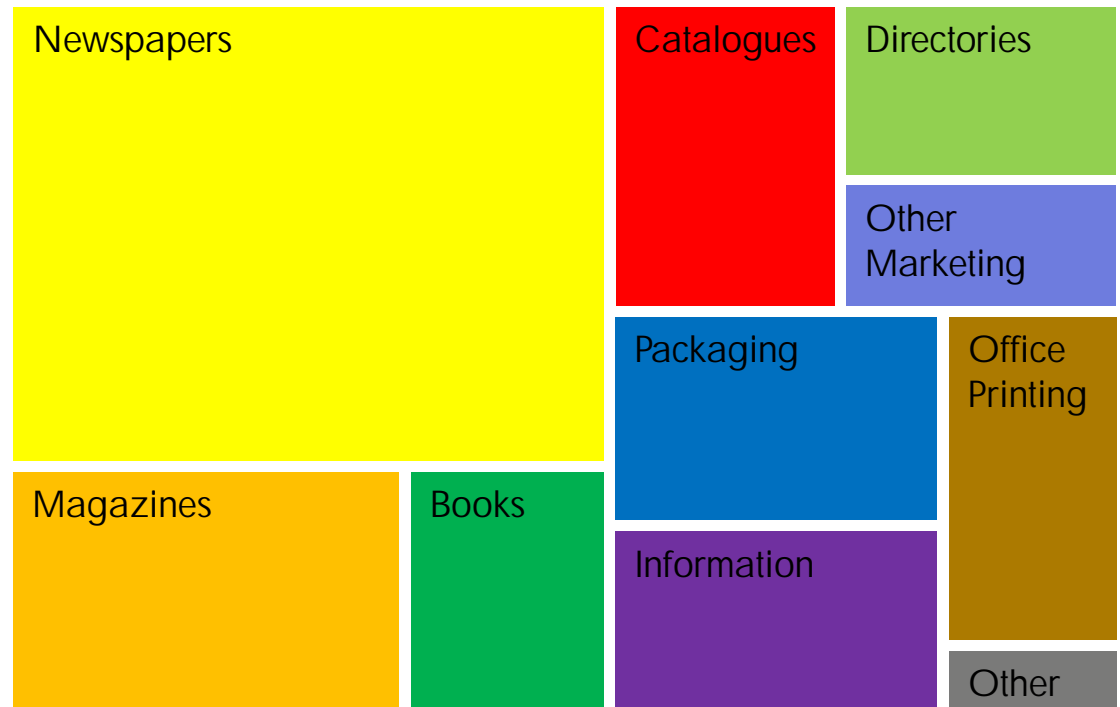 Newspapers
Catalogues
Directories
Other
Marketing
Packaging
Office
Printing
Magazines
Books
Information
Other